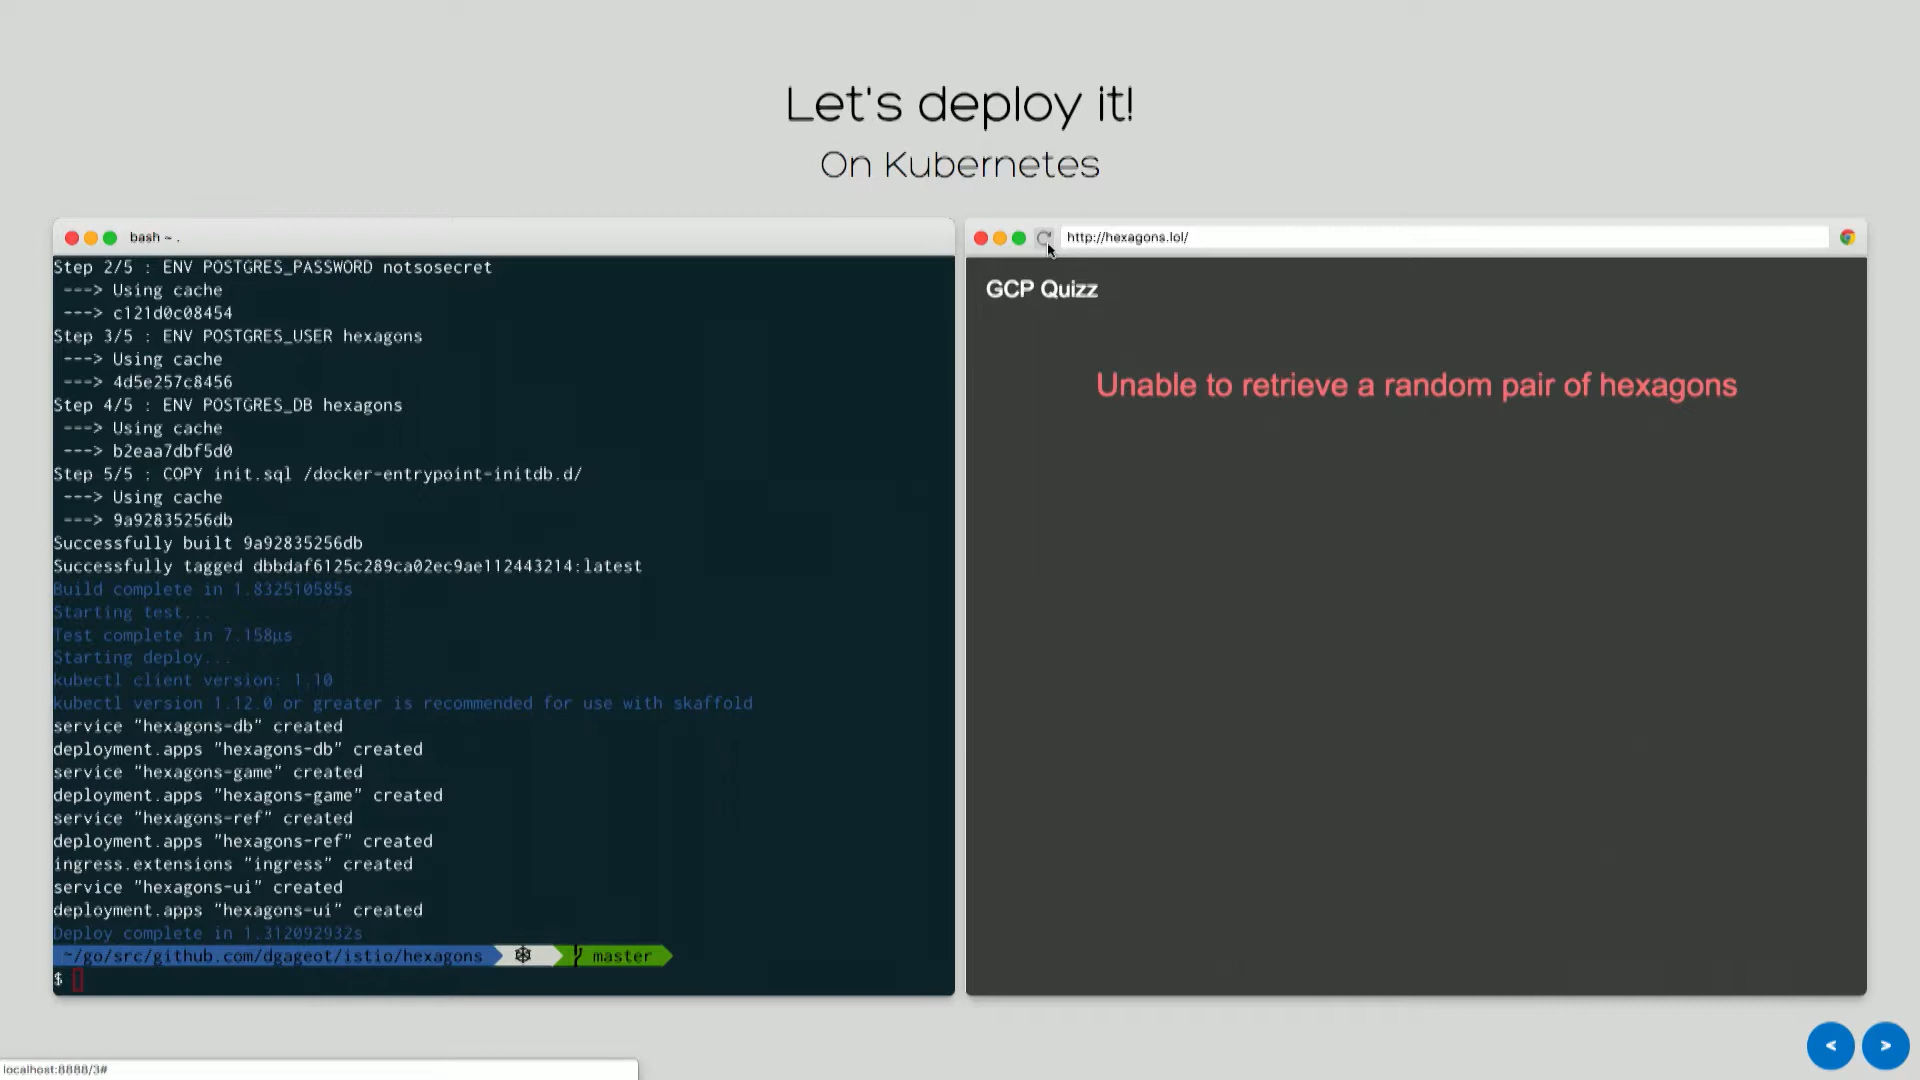 Let's deploy it!
On Kubernetes
bash ~ .
Step 2/5 : ENV POSTGRES_PASSWORD notsosecret
---> Using cache
---> c121d0c08454
Step 3/5 : ENV POSTGRES_USER hexagons
---> Using cache
---> 4d5e257c8456
Step 4/5 : ENV POSTGRES_DB hexagons
---> Using cache
---> b2eaa7dbf5d0
Step 5/5 : COPY init.sql /docker-entrypoint-initdb.d/
---> Using cache
---> 9a92835256db
Successfully built 9a92835256db
Successfully tagged dbbdaf6125c289ca02ec9ae112443214:latest
Build complete in 1.832510585s
Starting test...
Test complete in 7.158µs
Starting deploy...
kubectl client version: 1.10
kubectl version 1.12.0 or greater is recommended for use with skaffold
service "hexagons-db" created
deployment.apps "hexagons-db" created
service "hexagons-game" created
deployment.apps "hexagons-game" created
service "hexagons-ref" created
deployment.apps "hexagons-ref" created
ingress.extensions "ingress" created
service "hexagons-ui" created
deployment.apps "hexagons-ui" created
Deploy complete in 1.312092932s
~/go/src/github.com/dgageot/istio/hexagons master
$
http://hexagons.lol/
GCP Quizz
Unable to retrieve a random pair of hexagons
< >
localhost:8888/3#